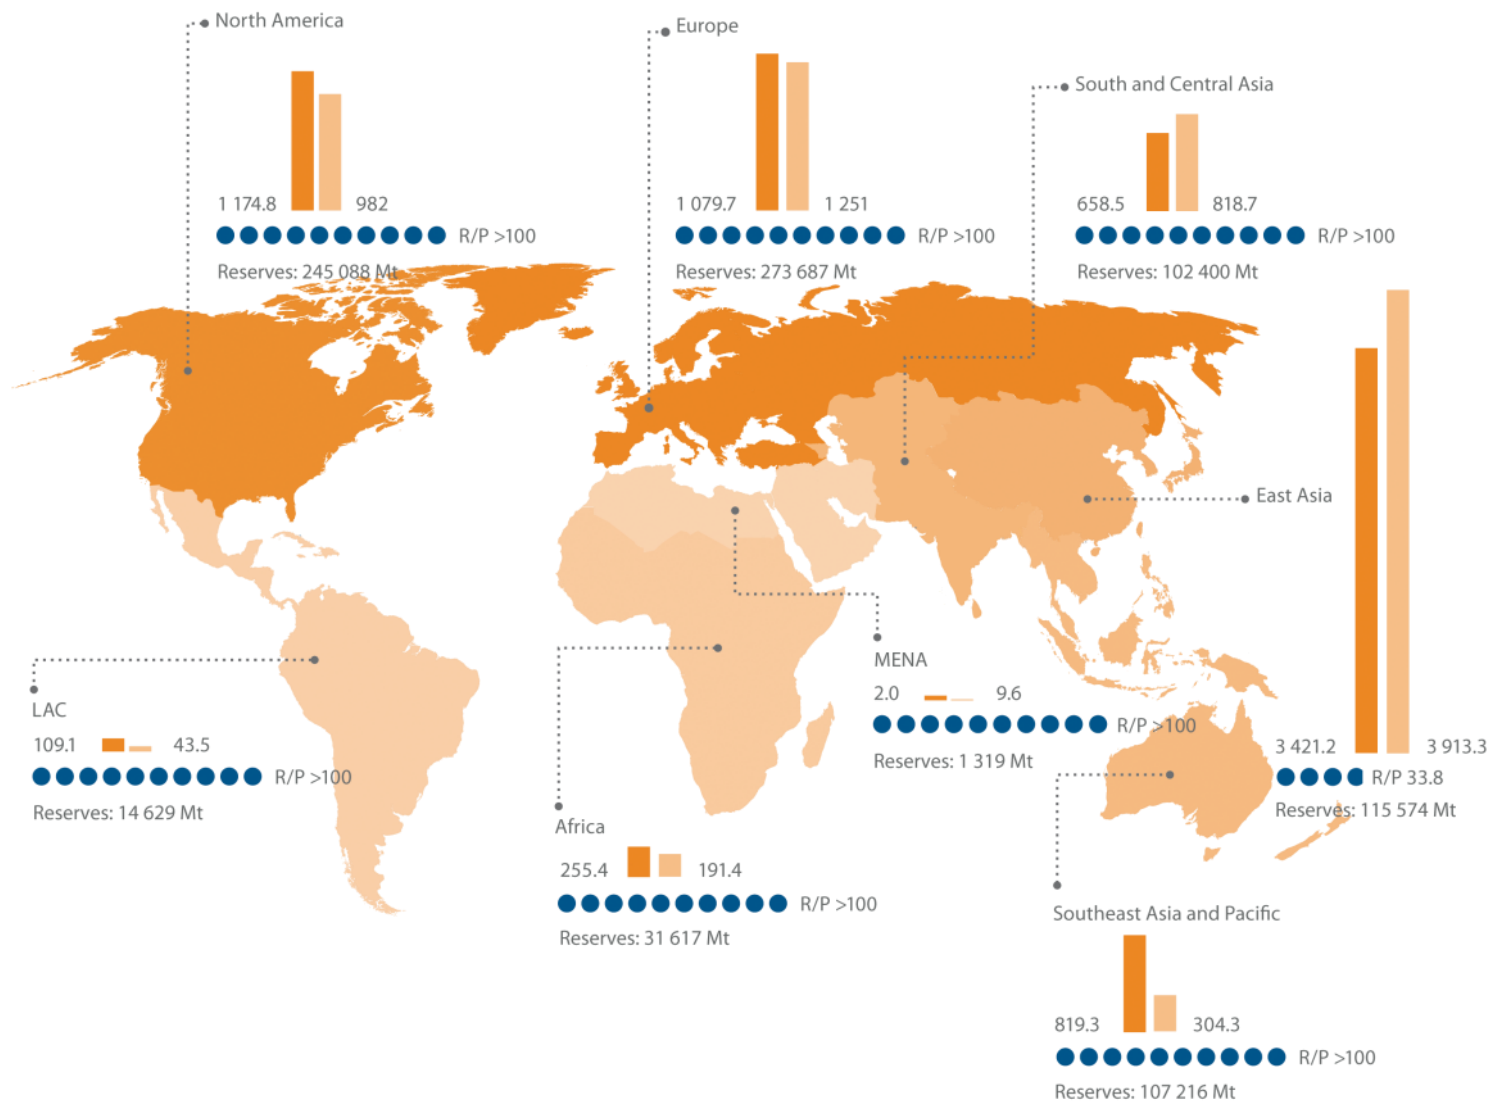 North America
1 174.8 982
R/P >100
Reserves: 245 088 Mt
Europe
1 079.7 1 251
R/P >100
Reserves: 273 687 Mt
South and Central Asia
658.5 818.7
R/P >100
Reserves: 102 400 Mt
East Asia
3 421.2 3 913.3
R/P 33.8
Reserves: 115 574 Mt
LAC
109.1 43.5
R/P >100
Reserves: 14 629 Mt
MENA
2.0 9.6
R/P >100
Reserves: 1 319 Mt
Africa
255.4 191.4
R/P >100
Reserves: 31 617 Mt
Southeast Asia and Pacific
819.3 304.3
R/P >100
Reserves: 107 216 Mt